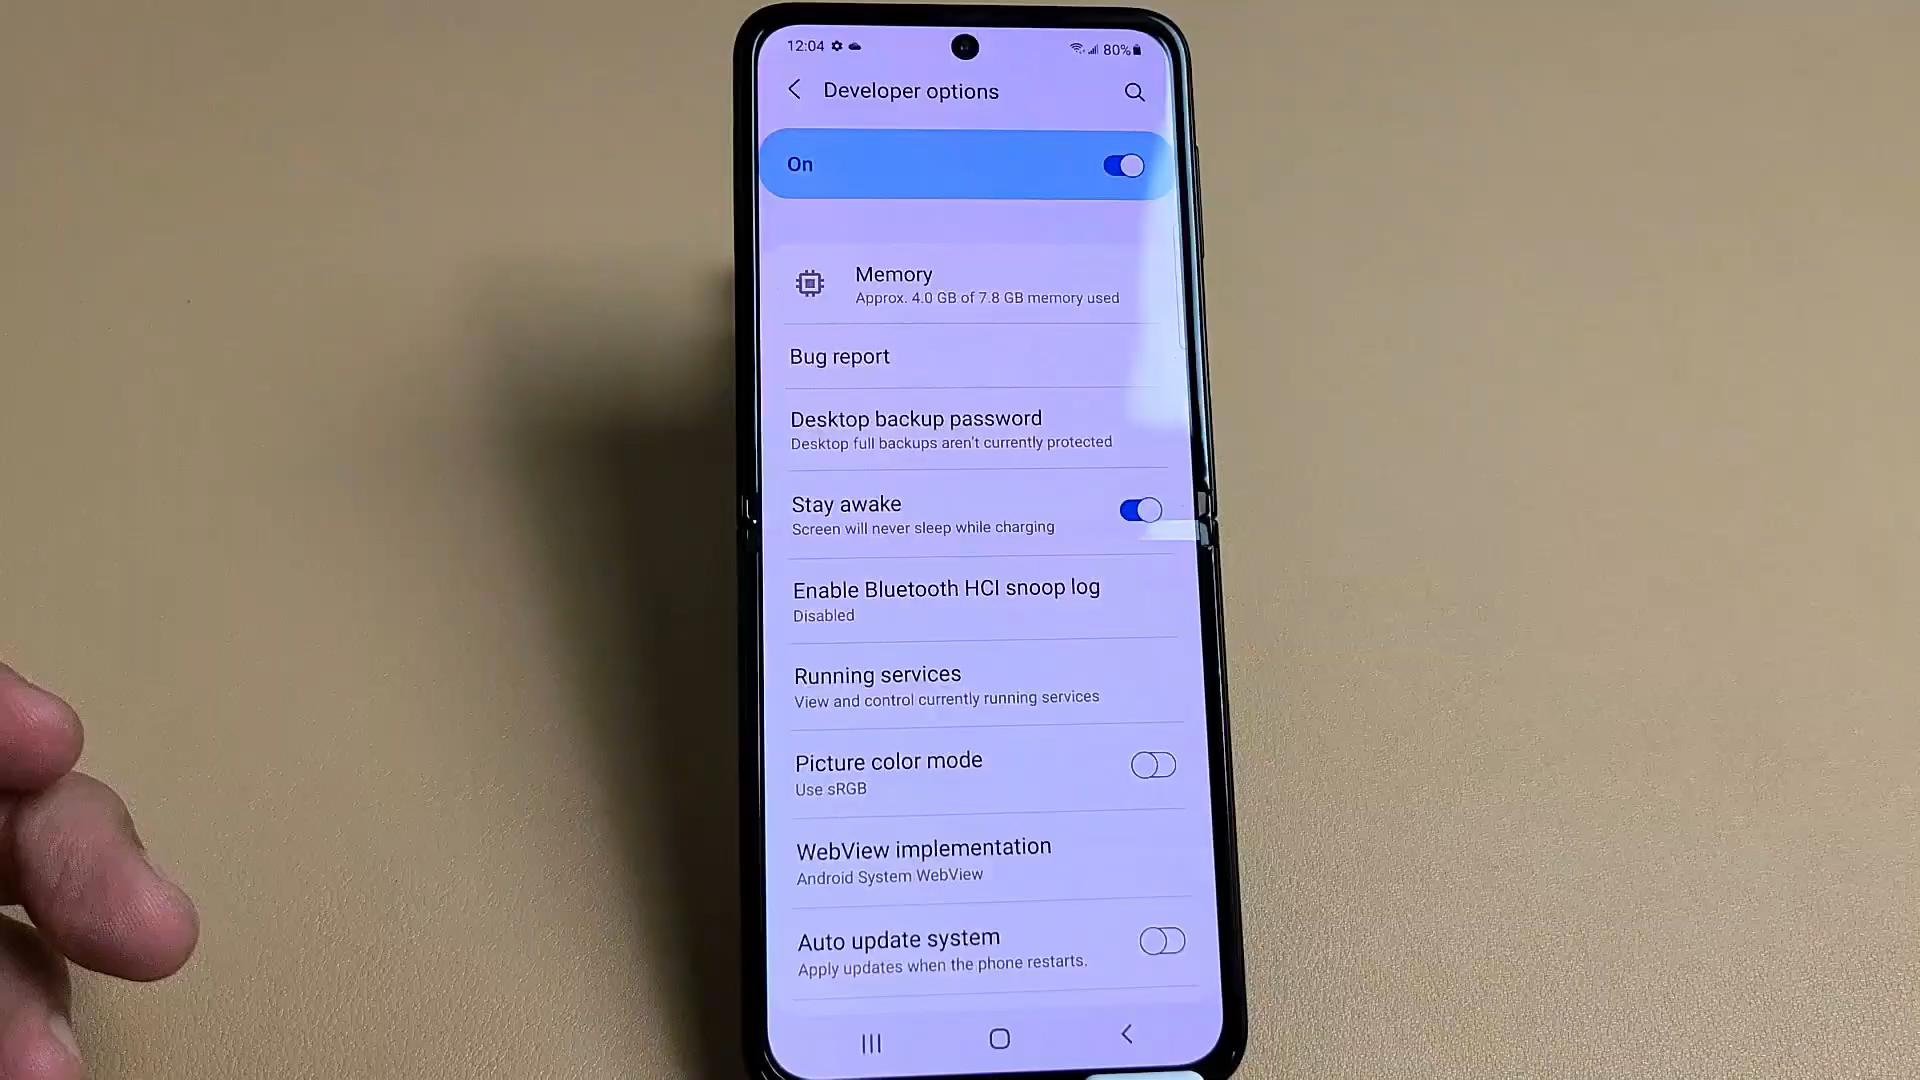 12:04
80%
Developer options
On
Memory
Approx. 4.0 GB of 7.8 GB memory used
Bug report
Desktop backup password
Desktop full backups aren't currently protected
Stay awake
Screen will never sleep while charging
Enable Bluetooth HCI snoop log
Disabled
Running services
View and control currently running services
Picture color mode
Use sRGB
WebView implementation
Android System WebView
Auto update system
Apply updates when the phone restarts.